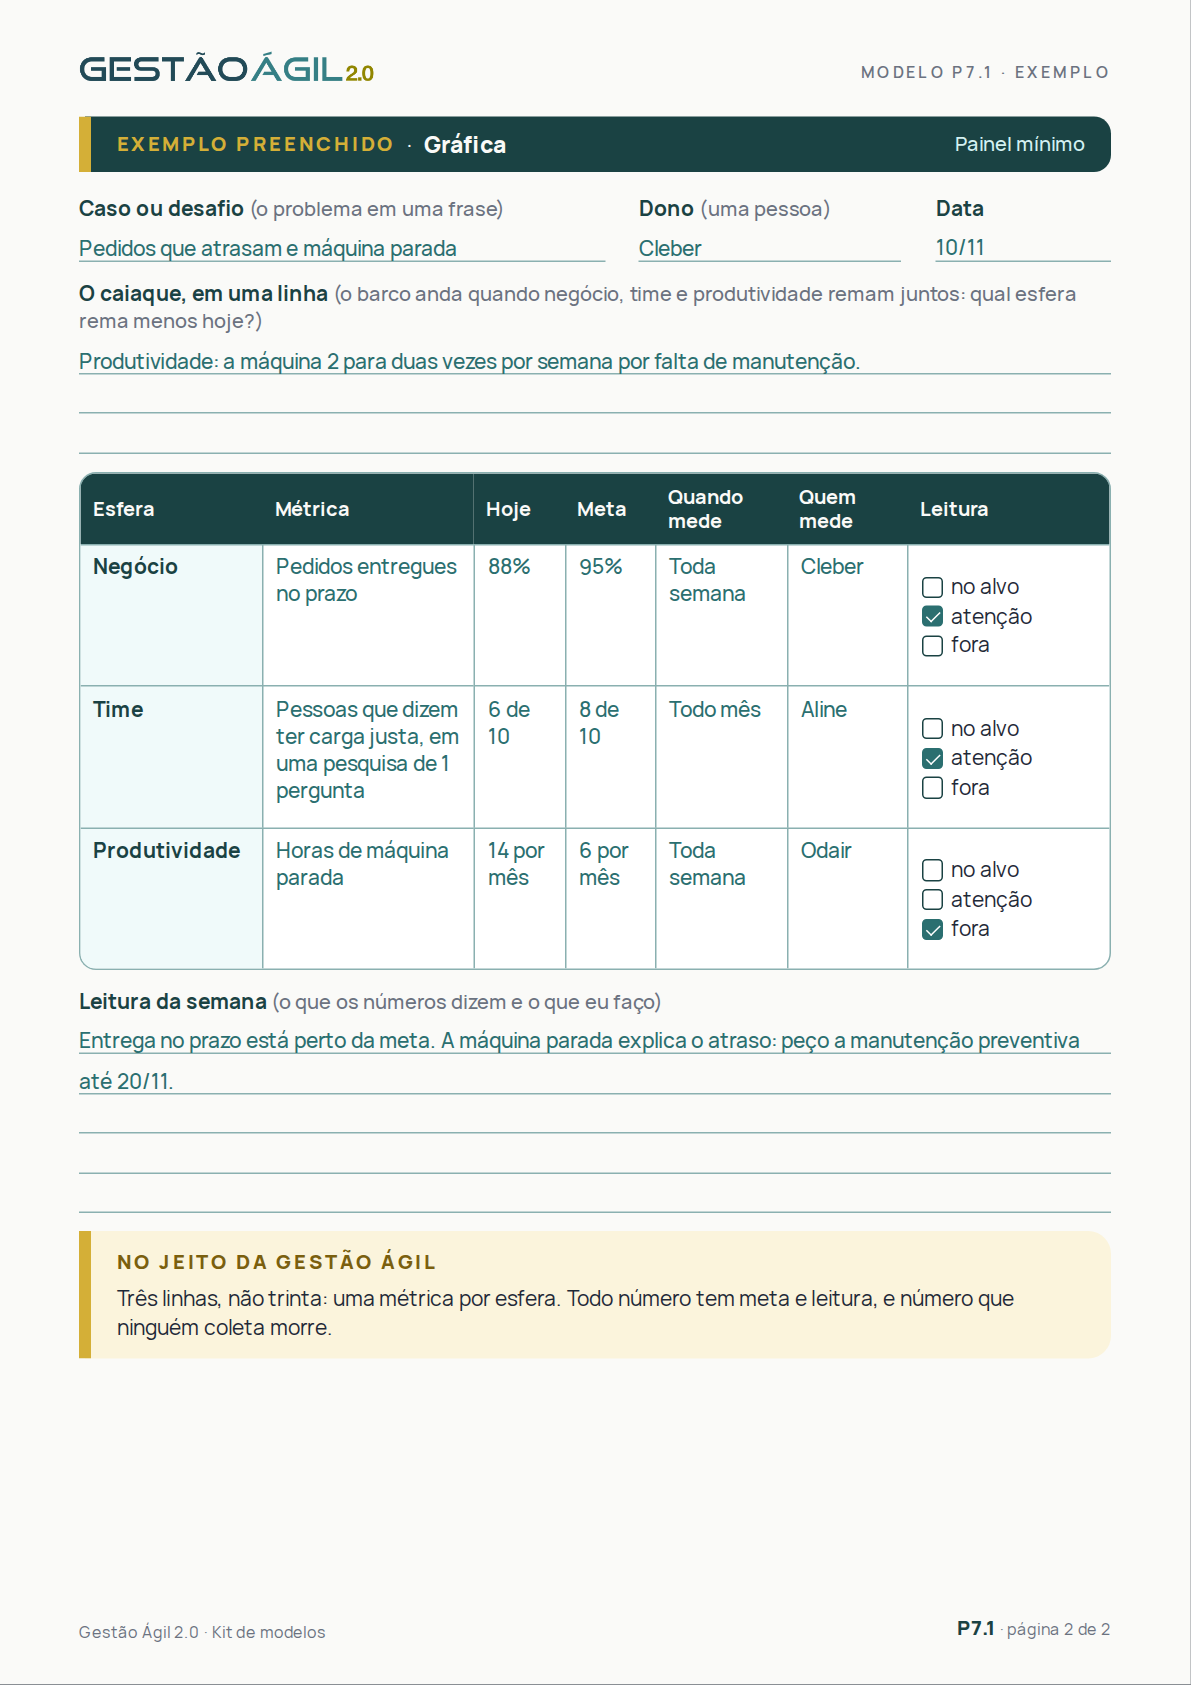 GESTÃOÁGIL2.0
MODELO P7.1 · EXEMPLO
EXEMPLO PREENCHIDO · Gráfica
Painel mínimo
Caso ou desafio (o problema em uma frase)
Dono (uma pessoa)
Data
Pedidos que atrasam e máquina parada
Cleber
10/11
O caiaque, em uma linha (o barco anda quando negócio, time e produtividade remam juntos: qual esfera
rema menos hoje?)
Produtividade: a máquina 2 para duas vezes por semana por falta de manutenção.
Esfera
Métrica
Hoje
Meta
Quando
mede
Quem
mede
Leitura
Negócio
Pedidos entregues
no prazo
88%
95%
Toda
semana
Cleber
no alvo
atenção
fora
Time
Pessoas que dizem
ter carga justa, em
uma pesquisa de 1
pergunta
6 de
10
8 de
10
Todo mês
Aline
no alvo
atenção
fora
Produtividade
Horas de máquina
parada
14 por
mês
6 por
mês
Toda
semana
Odair
no alvo
atenção
fora
Leitura da semana (o que os números dizem e o que eu faço)
Entrega no prazo está perto da meta. A máquina parada explica o atraso: peço a manutenção preventiva
até 20/11.
NO JEITO DA GESTÃO ÁGIL
Três linhas, não trinta: uma métrica por esfera. Todo número tem meta e leitura, e número que
ninguém coleta morre.
Gestão Ágil 2.0 · Kit de modelos
P7.1 · página 2 de 2